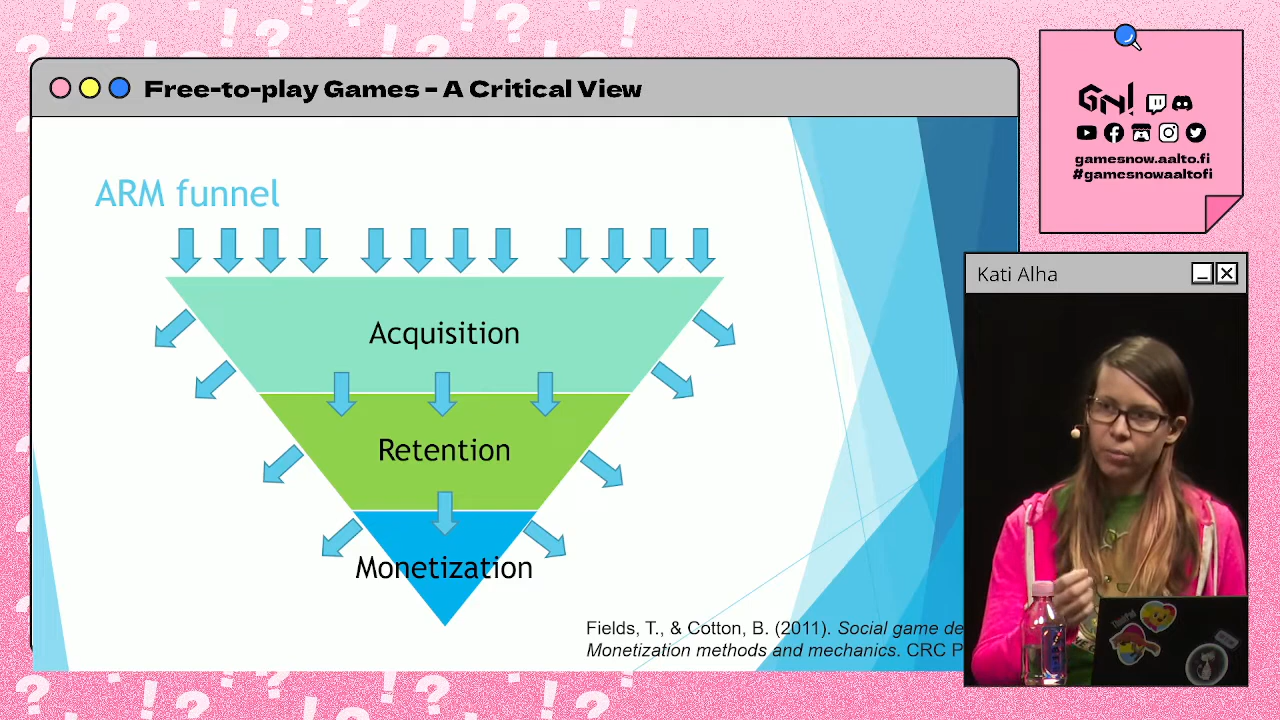 Free-to-play Games – A Critical View
GN!
gamesnow.aalto.fi
#gamesnowaaltofi
ARM funnel
Acquisition
Retention
Monetization
Fields, T., & Cotton, B. (2011). Social game de
Monetization methods and mechanics. CRC P
Kati Alha